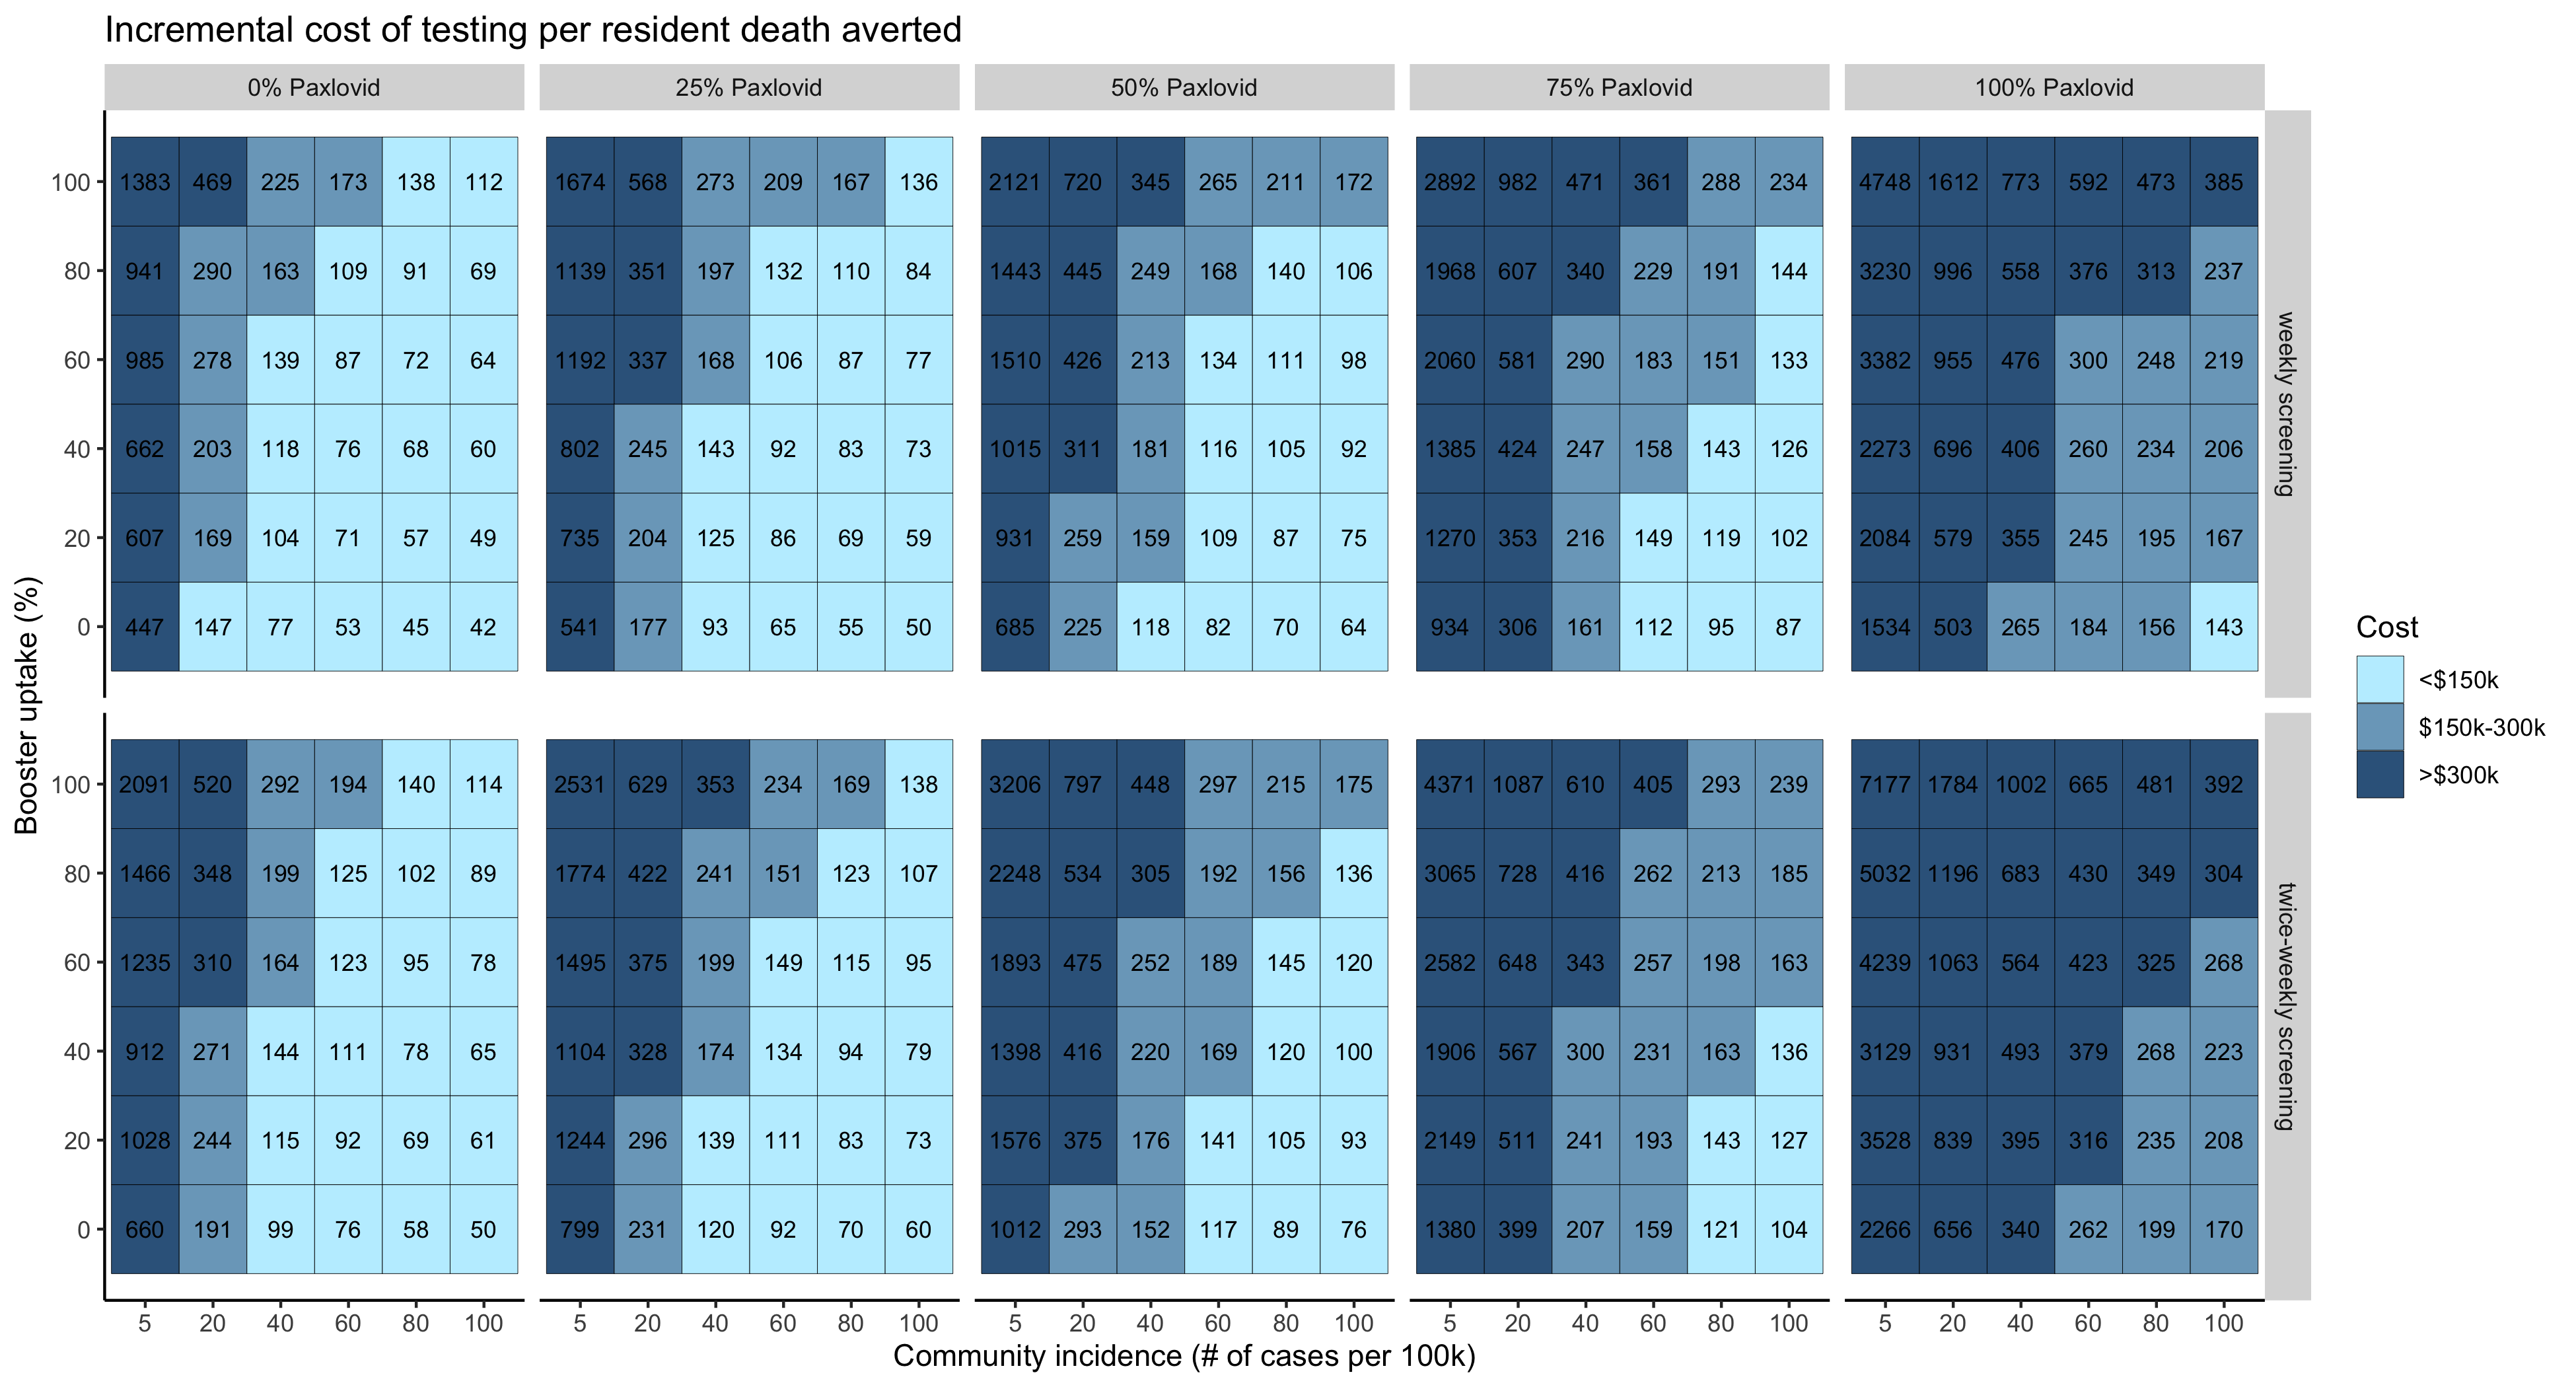 Incremental cost of testing per resident death averted
0% Paxlovid 25% Paxlovid 50% Paxlovid 75% Paxlovid 100% Paxlovid
100 1383 469 225 173 138 112 1674 568 273 209 167 136 2121 720 345 265 211 172 2892 982 471 361 288 234 4748 1612 773 592 473 385
80 941 290 163 109 91 69 1139 351 197 132 110 84 1443 445 249 168 140 106 1968 607 340 229 191 144 3230 996 558 376 313 237
60 985 278 139 87 72 64 1192 337 168 106 87 77 1510 426 213 134 111 98 2060 581 290 183 151 133 3382 955 476 300 248 219
40 662 203 118 76 68 60 802 245 143 92 83 73 1015 311 181 116 105 92 1385 424 247 158 143 126 2273 696 406 260 234 206
20 607 169 104 71 57 49 735 204 125 86 69 59 931 259 159 109 87 75 1270 353 216 149 119 102 2084 579 355 245 195 167
0 447 147 77 53 45 42 541 177 93 65 55 50 685 225 118 82 70 64 934 306 161 112 95 87 1534 503 265 184 156 143
weekly screening
100 2091 520 292 194 140 114 2531 629 353 234 169 138 3206 797 448 297 215 175 4371 1087 610 405 293 239 7177 1784 1002 665 481 392
80 1466 348 199 125 102 89 1774 422 241 151 123 107 2248 534 305 192 156 136 3065 728 416 262 213 185 5032 1196 683 430 349 304
60 1235 310 164 123 95 78 1495 375 199 149 115 95 1893 475 252 189 145 120 2582 648 343 257 198 163 4239 1063 564 423 325 268
40 912 271 144 111 78 65 1104 328 174 134 94 79 1398 416 220 169 120 100 1906 567 300 231 163 136 3129 931 493 379 268 223
20 1028 244 115 92 69 61 1244 296 139 111 83 73 1576 375 176 141 105 93 2149 511 241 193 143 127 3528 839 395 316 235 208
0 660 191 99 76 58 50 799 231 120 92 70 60 1012 293 152 117 89 76 1380 399 207 159 121 104 2266 656 340 262 199 170
twice-weekly screening
5 20 40 60 80 100 5 20 40 60 80 100 5 20 40 60 80 100 5 20 40 60 80 100 5 20 40 60 80 100
Community incidence (# of cases per 100k)
Booster uptake (%)
Cost
<$150k
$150k-300k
>$300k